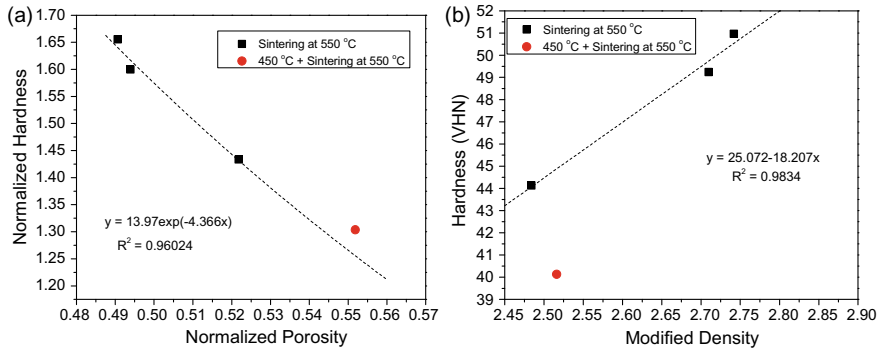 (a)
1.70
1.65
1.60
1.55
1.50
1.45
1.40
1.35
1.30
1.25
1.20
Normalized Hardness
Sintering at 550 °C
450 °C + Sintering at 550 °C
y = 13.97exp(-4.366x)
R² = 0.96024
0.48 0.49 0.50 0.51 0.52 0.53 0.54 0.55 0.56 0.57
Normalized Porosity
(b)
52
51
50
49
48
47
46
45
44
43
42
41
40
39
Hardness (VHN)
Sintering at 550 °C
450 °C + Sintering at 550 °C
y = 25.072-18.207x
R² = 0.9834
2.45 2.50 2.55 2.60 2.65 2.70 2.75 2.80 2.85 2.90
Modified Density